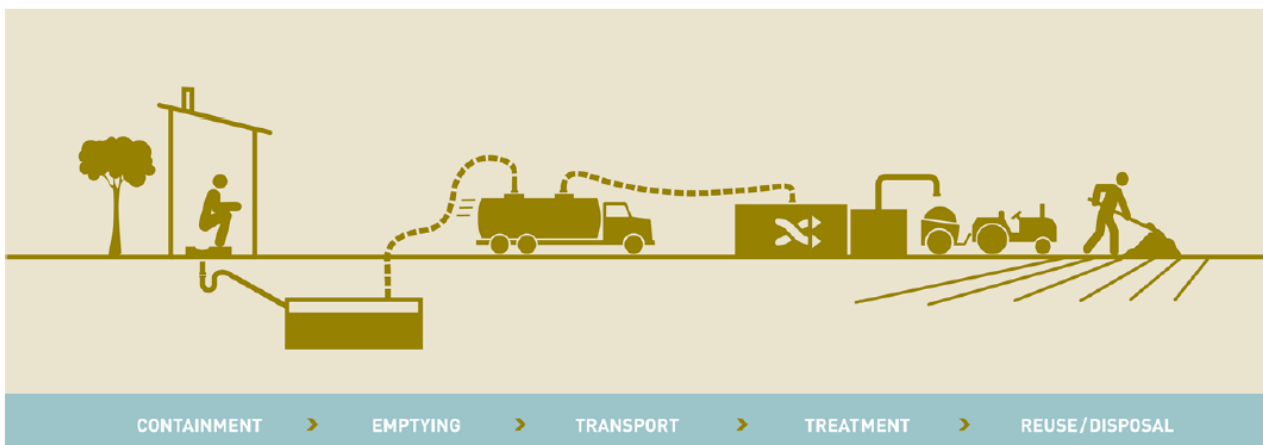 CONTAINMENT > EMPTYING > TRANSPORT > TREATMENT > REUSE/DISPOSAL